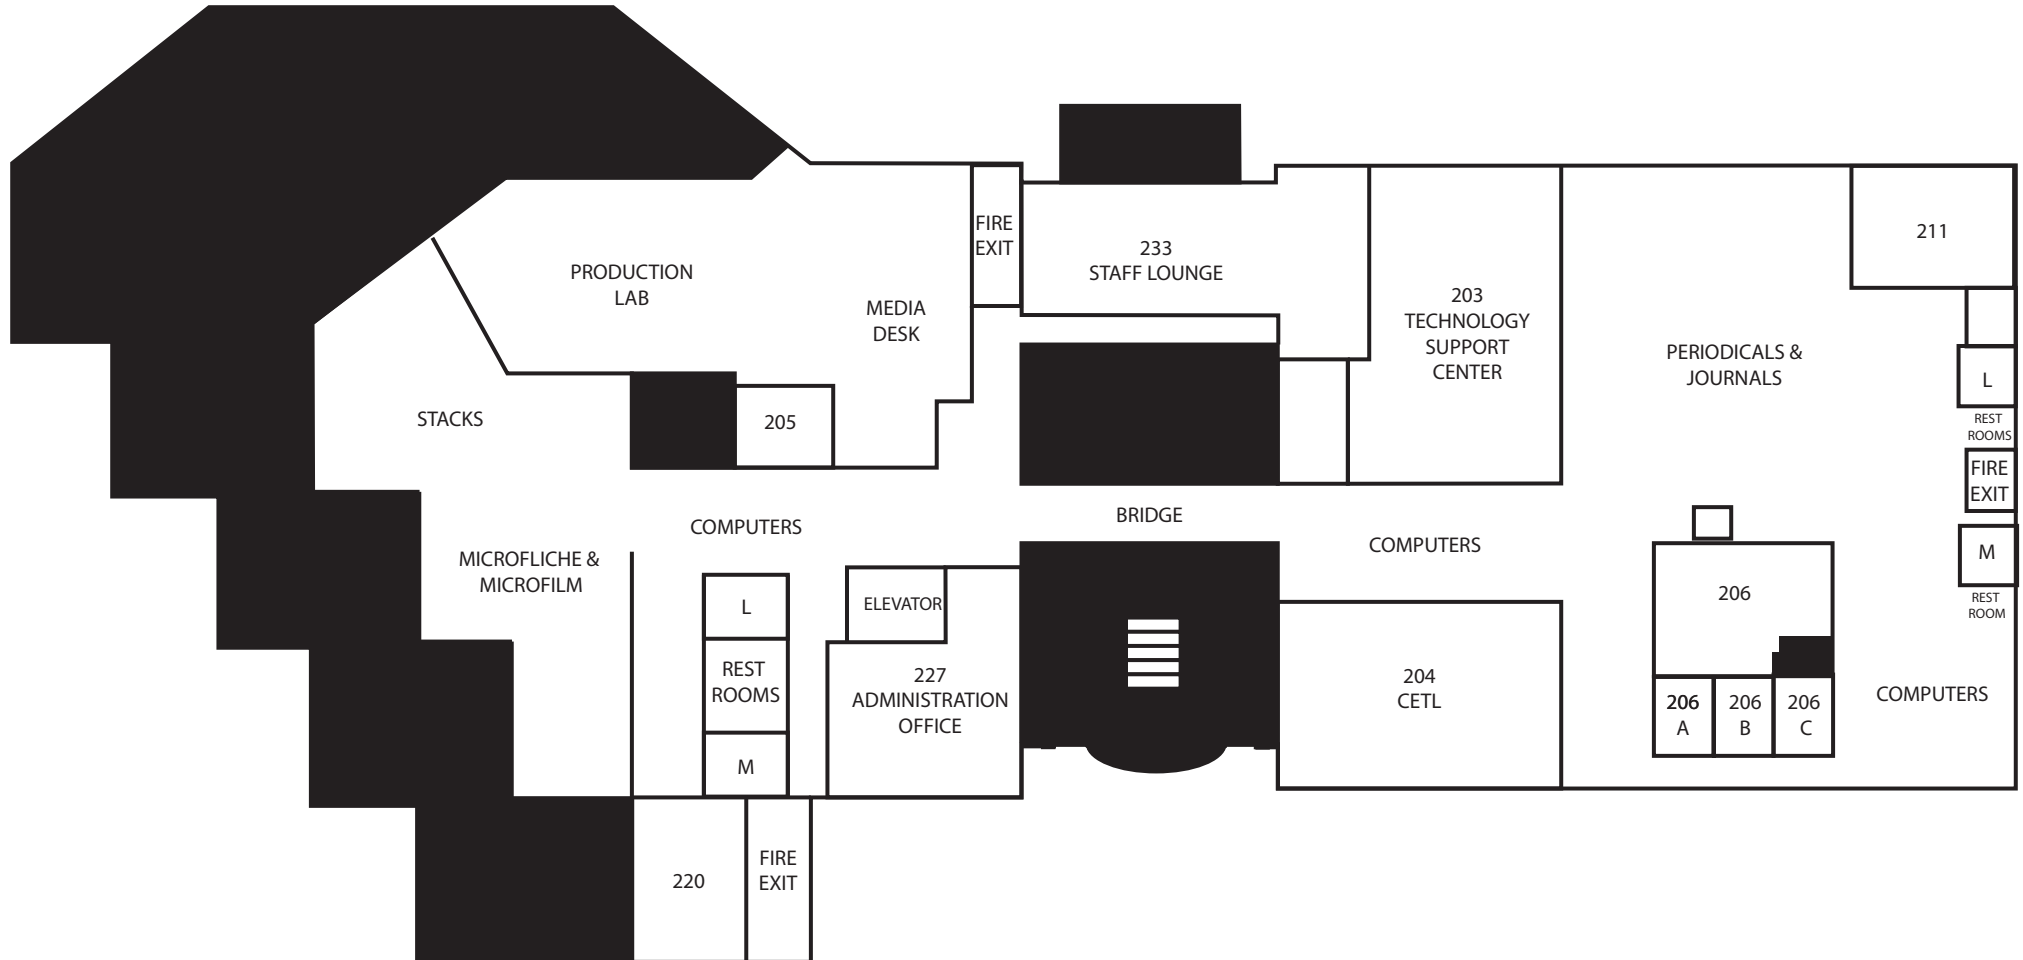 FIRE
EXIT
233
STAFF LOUNGE
211
PRODUCTION
LAB
MEDIA
DESK
203
TECHNOLOGY
SUPPORT
CENTER
PERIODICALS &
JOURNALS
L
REST
ROOMS
STACKS
205
FIRE
EXIT
COMPUTERS
BRIDGE
COMPUTERS
M
REST
ROOM
MICROFLICHE &
MICROFILM
L
REST
ROOMS
M
ELEVATOR
227
ADMINISTRATION
OFFICE
204
CETL
206
206
A
206
B
206
C
COMPUTERS
220
FIRE
EXIT